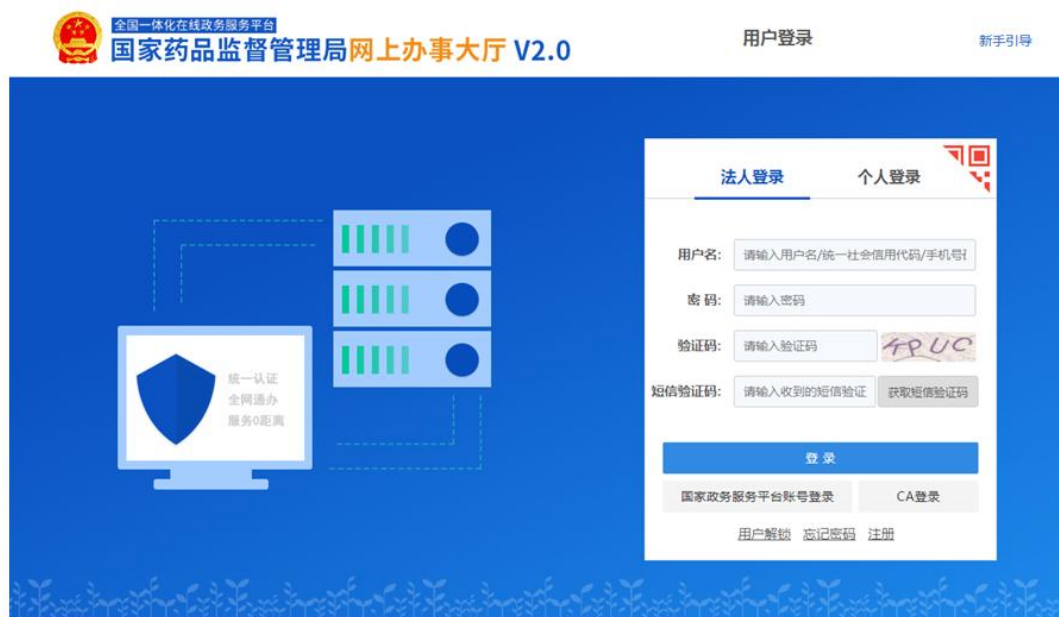 全国一体化在线政务服务平台
国家药品监督管理局网上办事大厅 V2.0
用户登录
新手引导
法人登录 个人登录
用户名: 请输入用户名/统一社会信用代码/手机号
密 码: 请输入密码
验证码: 请输入验证码 4PUC
短信验证码: 请输入收到的短信验证 获取短信验证码
登 录
国家政务服务平台账号登录 CA登录
用户解锁 忘记密码 注册
统一认证
全网通办
服务0距离